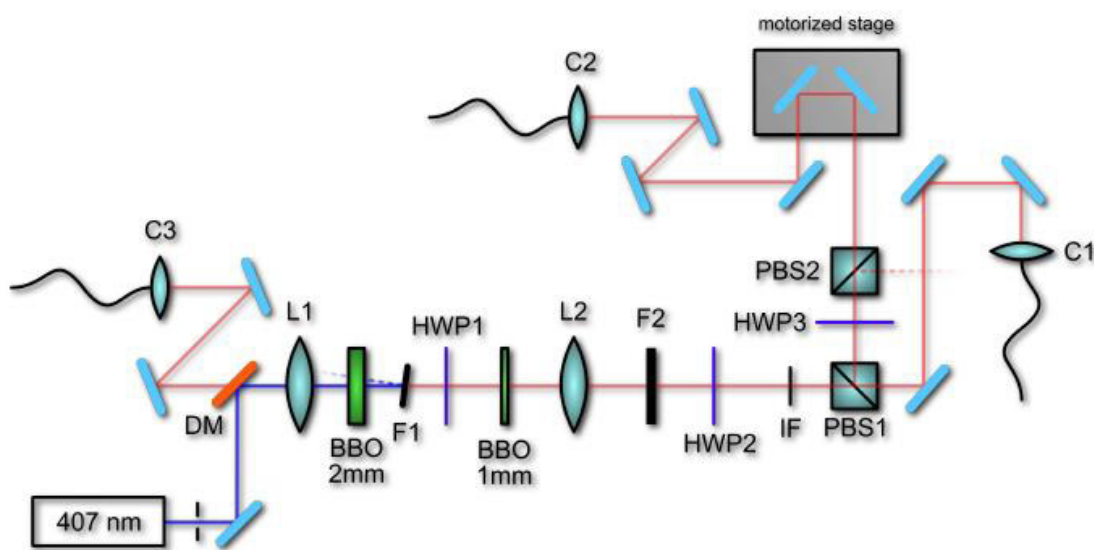 motorized stage
C2
C3
PBS2
C1
L1
HWP1
L2
F2
HWP3
DM
BBO
2mm
F1
BBO
1mm
HWP2
IF
PBS1
407 nm